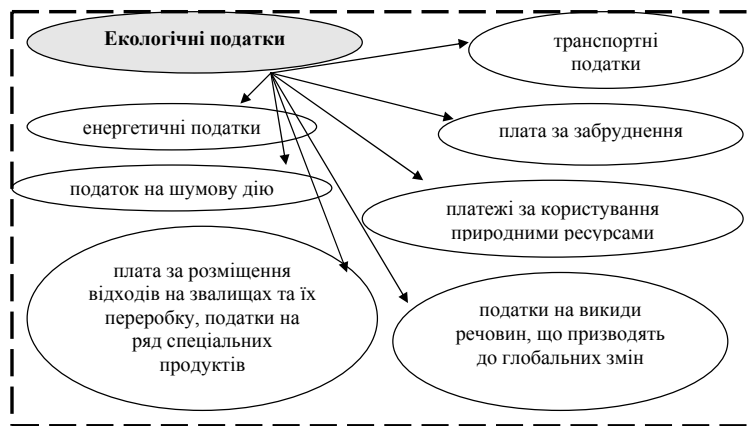 Екологічні податки
транспортні
податки
енергетичні податки
плата за забруднення
податок на шумову дію
платежі за користування
природними ресурсами
плата за розміщення
відходів на звалищах та їх
переробку, податки на
ряд спеціальних
продуктів
податки на викиди
речовин, що призводять
до глобальних змін